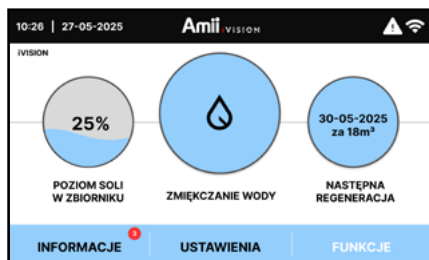 10:26 | 27-05-2025
Amii iVISION
iVISION
25%
30-05-2025
za 18m³
POZIOM SOLI
W ZBIORNIKU
ZMIĘKCZANIE WODY
NASTĘPNA
REGENERACJA
INFORMACJE
3
USTAWIENIA
FUNKCJE